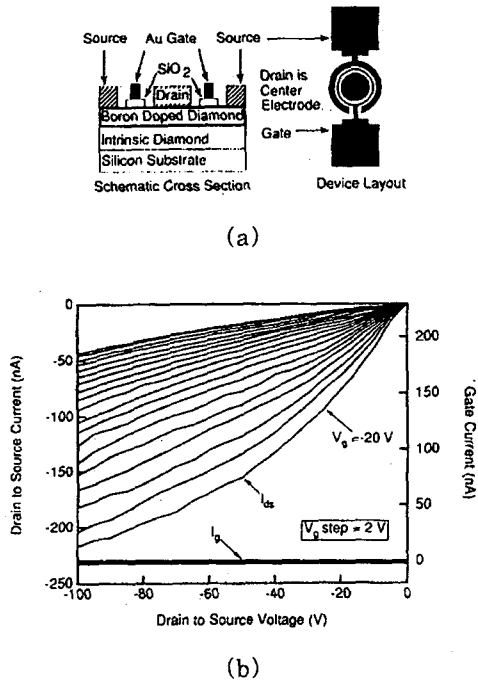 Source Au Gate Source
SiO2
Drain
Boron Doped Diamond
Intrinsic Diamond
Silicon Substrate
Schematic Cross Section
Drain is
Center
Electrode
Gate
Device Layout
(a)
Drain to Source Current (nA)
0
-50
-100
-150
-200
-250
200
150
100
50
0
Gate Current (nA)
Vg = -20 V
Ids
Ig
Vg step = 2 V
-100 -80 -60 -40 -20 0
Drain to Source Voltage (V)
(b)